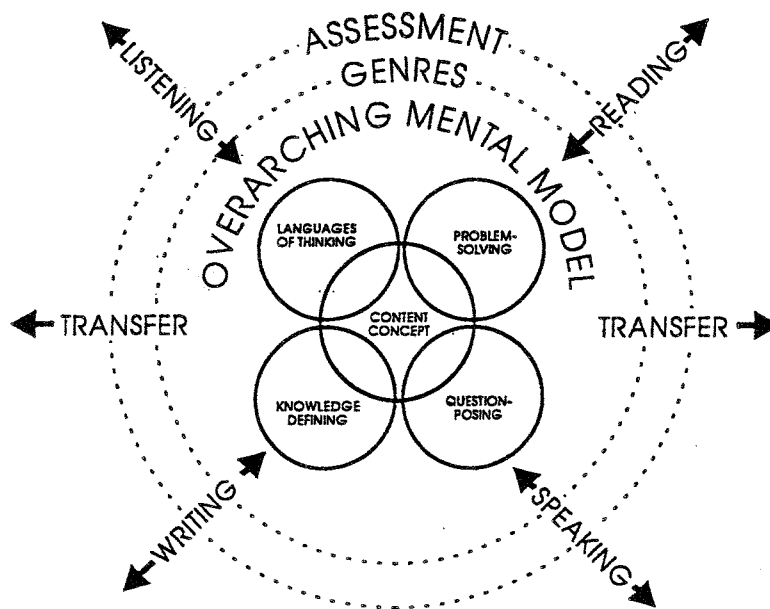 ASSESSMENT
GENRES
OVERARCHING MENTAL MODEL
LISTENING
READING
LANGUAGES
OF THINKING
PROBLEM-
SOLVING
CONTENT
CONCEPT
TRANSFER
TRANSFER
KNOWLEDGE
DEFINING
QUESTION-
POSING
WRITING
SPEAKING